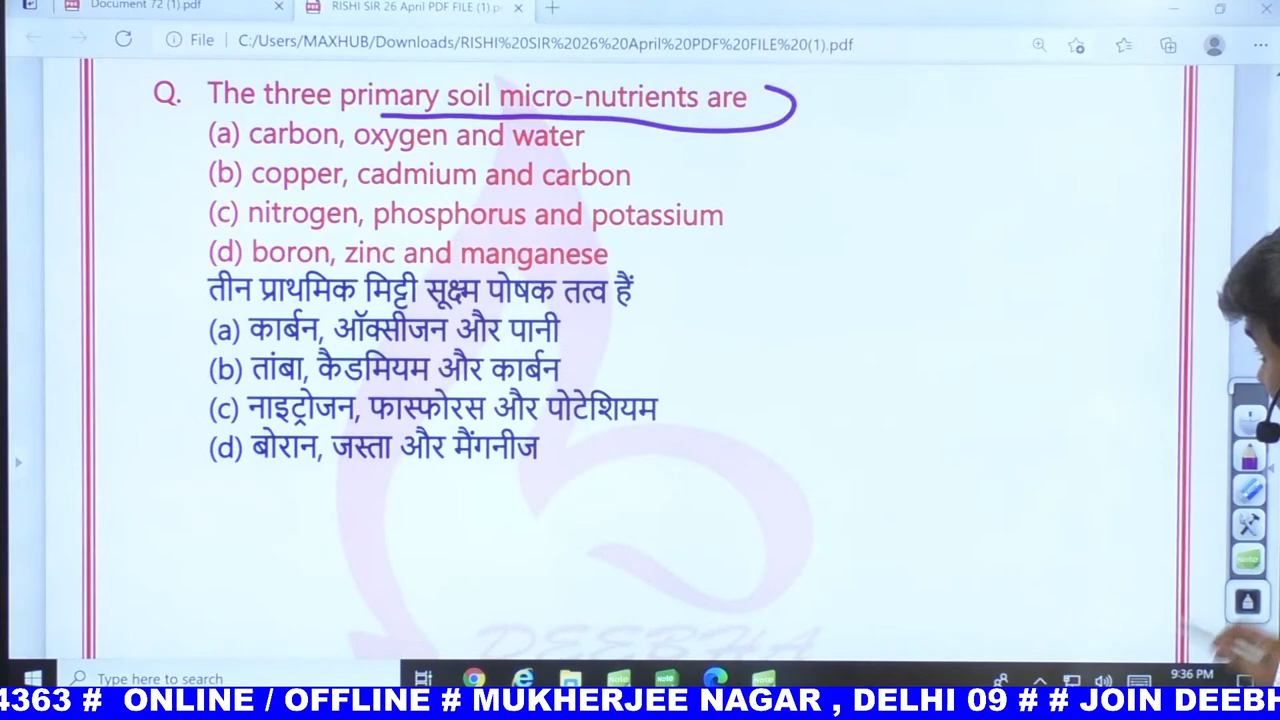 Document 72 (1).pdf
RISHI SIR 26 April PDF FILE (1).p
File
C:/Users/MAXHUB/Downloads/RISHI%20SIR%2026%20April%20PDF%20FILE%20(1).pdf
Q. The three primary soil micro-nutrients are
(a) carbon, oxygen and water
(b) copper, cadmium and carbon
(c) nitrogen, phosphorus and potassium
(d) boron, zinc and manganese
तीन प्राथमिक मिट्टी सूक्ष्म पोषक तत्व हैं
(a) कार्बन, ऑक्सीजन और पानी
(b) तांबा, कैडमियम और कार्बन
(c) नाइट्रोजन, फास्फोरस और पोटेशियम
(d) बोरान, जस्ता और मैंगनीज
DEEBHA
Type here to search
9:36 PM
4363 # ONLINE / OFFLINE # MUKHERJEE NAGAR , DELHI 09 # # JOIN DEEBH